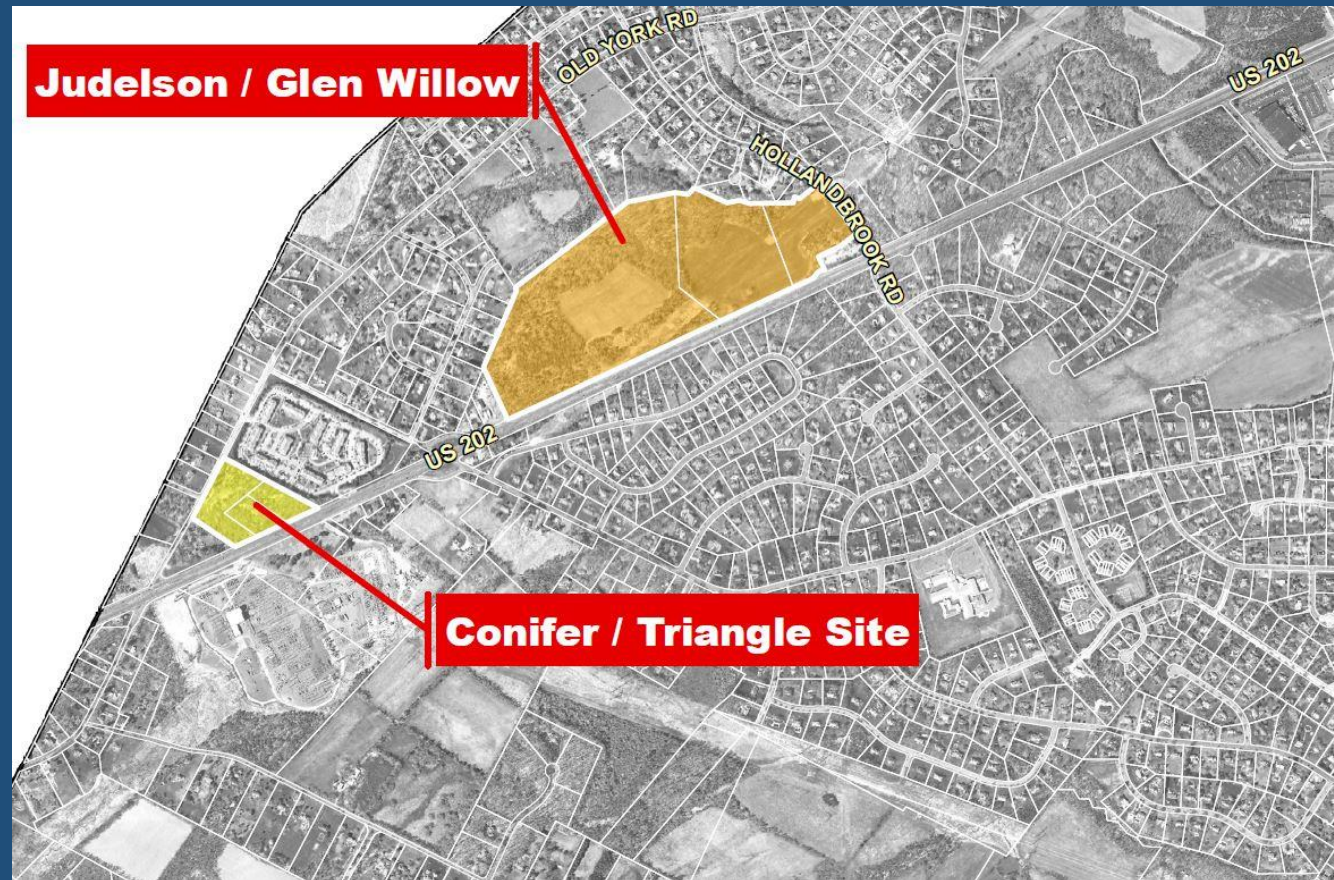 OLD YORK RD
US 202
Judelson / Glen Willow
HOLLANDBROOK RD
US 202
Conifer / Triangle Site